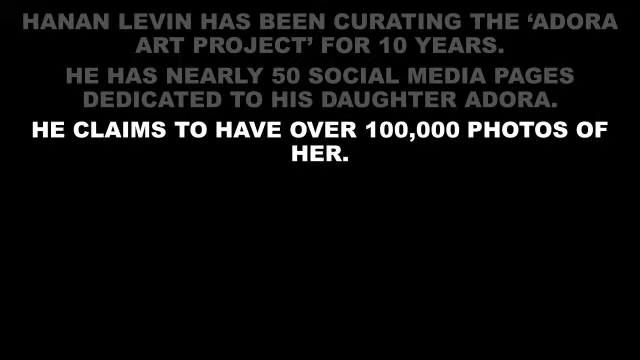 HANAN LEVIN HAS BEEN CURATING THE ‘ADORA
ART PROJECT’ FOR 10 YEARS.
HE HAS NEARLY 50 SOCIAL MEDIA PAGES
DEDICATED TO HIS DAUGHTER ADORA.
HE CLAIMS TO HAVE OVER 100,000 PHOTOS OF
HER.